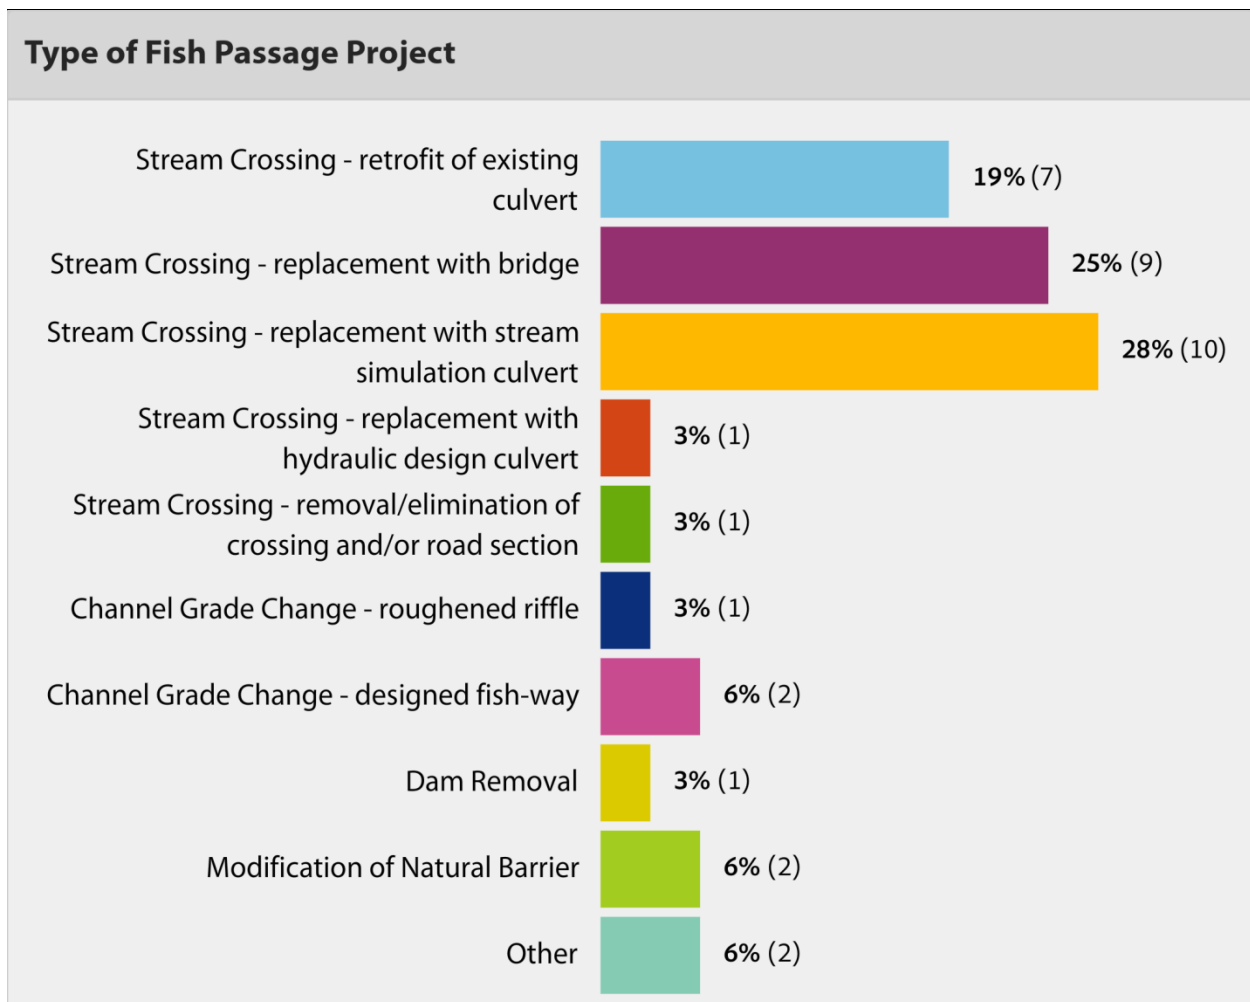 Type of Fish Passage Project
Stream Crossing - retrofit of existing
culvert
19% (7)
Stream Crossing - replacement with bridge
25% (9)
Stream Crossing - replacement with stream
simulation culvert
28% (10)
Stream Crossing - replacement with
hydraulic design culvert
3% (1)
Stream Crossing - removal/elimination of
crossing and/or road section
3% (1)
Channel Grade Change - roughened riffle
3% (1)
Channel Grade Change - designed fish-way
6% (2)
Dam Removal
3% (1)
Modification of Natural Barrier
6% (2)
Other
6% (2)